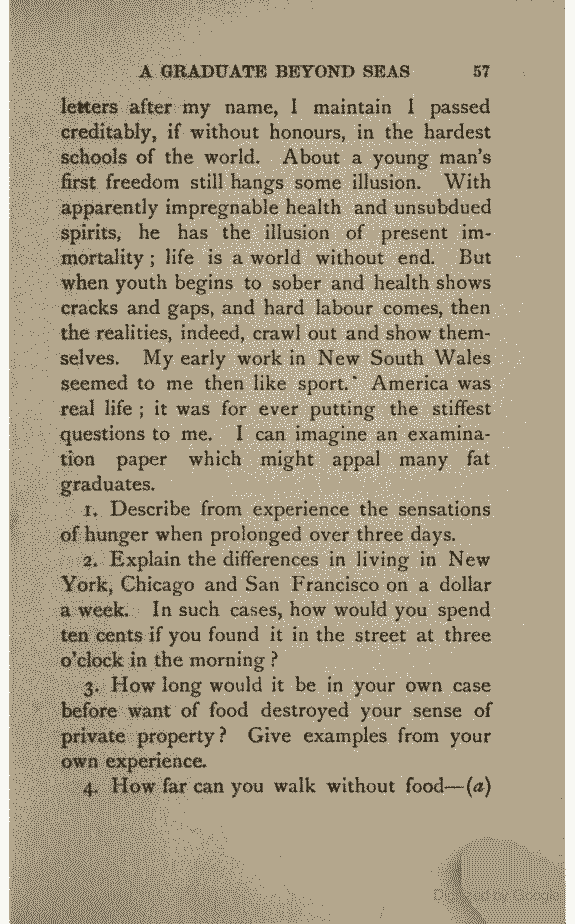 A GRADUATE BEYOND SEAS 57
letters after my name, I maintain I passed
creditably, if without honours, in the hardest
schools of the world. About a young man's
first freedom still hangs some illusion. With
apparently impregnable health and unsubdued
spirits, he has the illusion of present im-
mortality ; life is a world without end. But
when youth begins to sober and health shows
cracks and gaps, and hard labour comes, then
the realities, indeed, crawl out and show them-
selves. My early work in New South Wales
seemed to me then like sport. America was
real life ; it was for ever putting the stiffest
questions to me. I can imagine an examina-
tion paper which might appal many fat
graduates.
1. Describe from experience the sensations
of hunger when prolonged over three days.
2. Explain the differences in living in New
York, Chicago and San Francisco on a dollar
a week. In such cases, how would you spend
ten cents if you found it in the street at three
o'clock in the morning ?
3. How long would it be in your own case
before want of food destroyed your sense of
private property ? Give examples from your
own experience.
4. How far can you walk without food—(a)
Digitized by Google